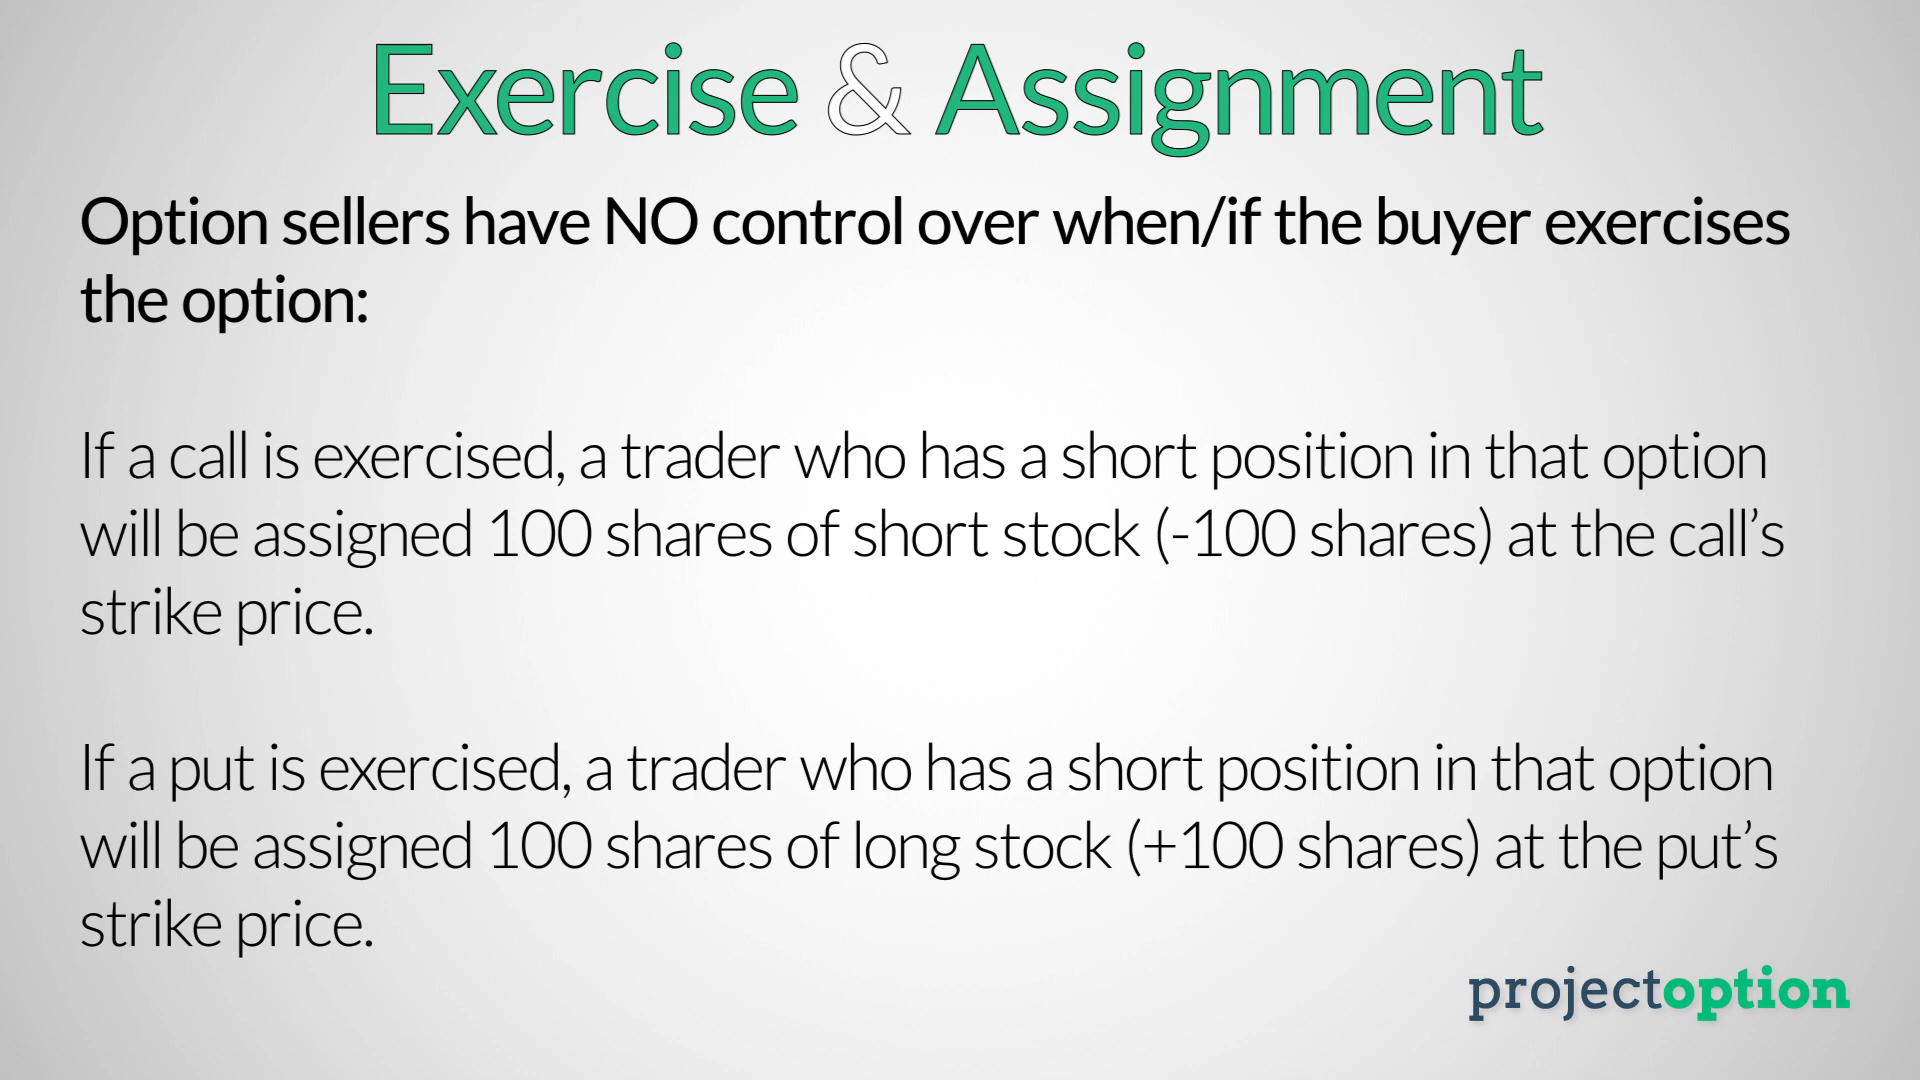 Exercise & Assignment
Option sellers have NO control over when/if the buyer exercises
the option:
If a call is exercised, a trader who has a short position in that option
will be assigned 100 shares of short stock (-100 shares) at the call’s
strike price.
If a put is exercised, a trader who has a short position in that option
will be assigned 100 shares of long stock (+100 shares) at the put’s
strike price.
projectoption